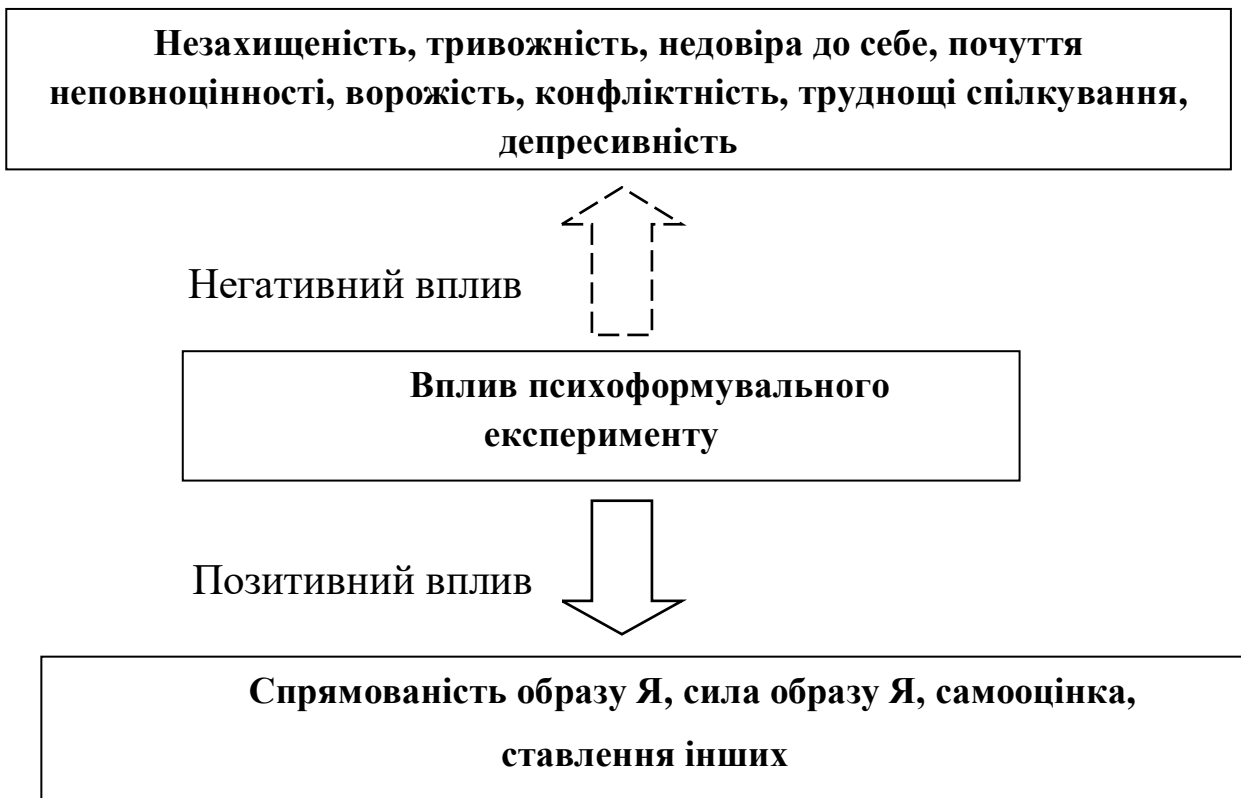 Незахищеність, тривожність, недовіра до себе, почуття
неповноцінності, ворожість, конфліктність, труднощі спілкування,
депресивність
Негативний вплив
Вплив психоформувального
експерименту
Позитивний вплив
Спрямованість образу Я, сила образу Я, самооцінка,
ставлення інших